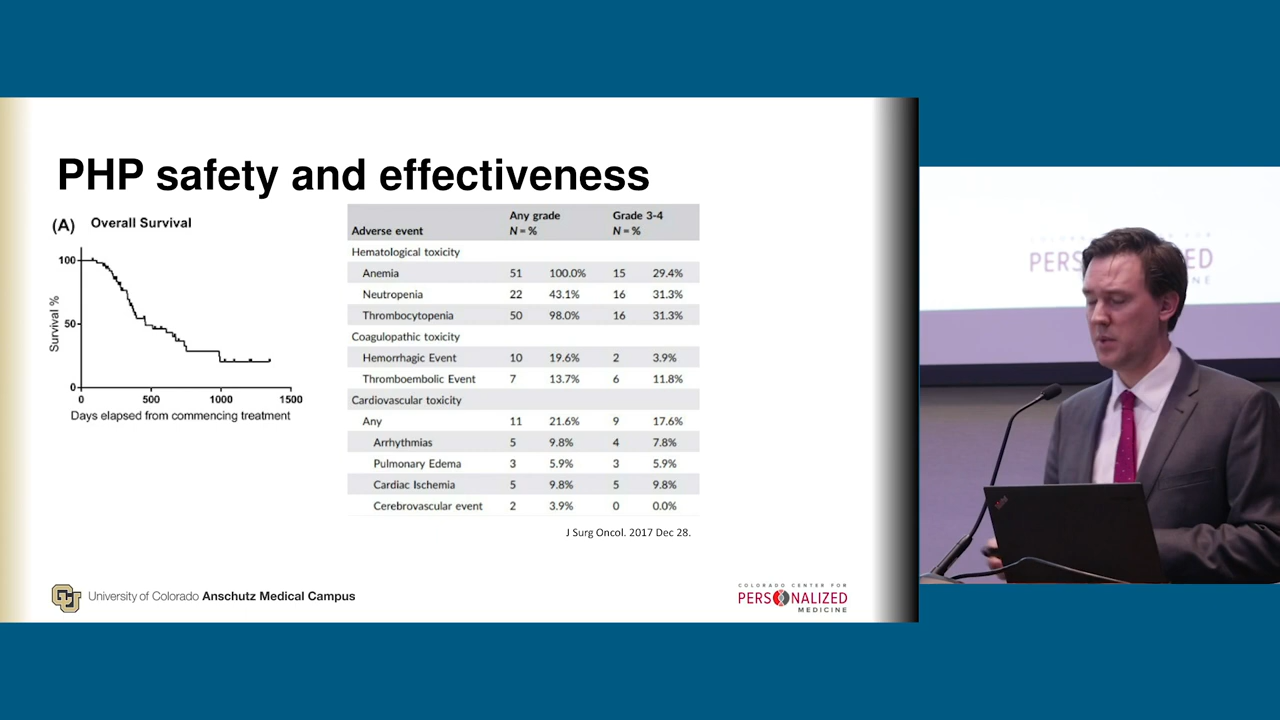 PHP safety and effectiveness
(A) Overall Survival
100
50
0
Survival %
0 500 1000 1500
Days elapsed from commencing treatment
Any grade Grade 3-4
Adverse event N = % N = %
Hematological toxicity
Anemia 51 100.0% 15 29.4%
Neutropenia 22 43.1% 16 31.3%
Thrombocytopenia 50 98.0% 16 31.3%
Coagulopathic toxicity
Hemorrhagic Event 10 19.6% 2 3.9%
Thromboembolic Event 7 13.7% 6 11.8%
Cardiovascular toxicity
Any 11 21.6% 9 17.6%
Arrhythmias 5 9.8% 4 7.8%
Pulmonary Edema 3 5.9% 3 5.9%
Cardiac Ischemia 5 9.8% 5 9.8%
Cerebrovascular event 2 3.9% 0 0.0%
J Surg Oncol. 2017 Dec 28.
CU University of Colorado Anschutz Medical Campus
COLORADO CENTER FOR
PERSONALIZED
MEDICINE